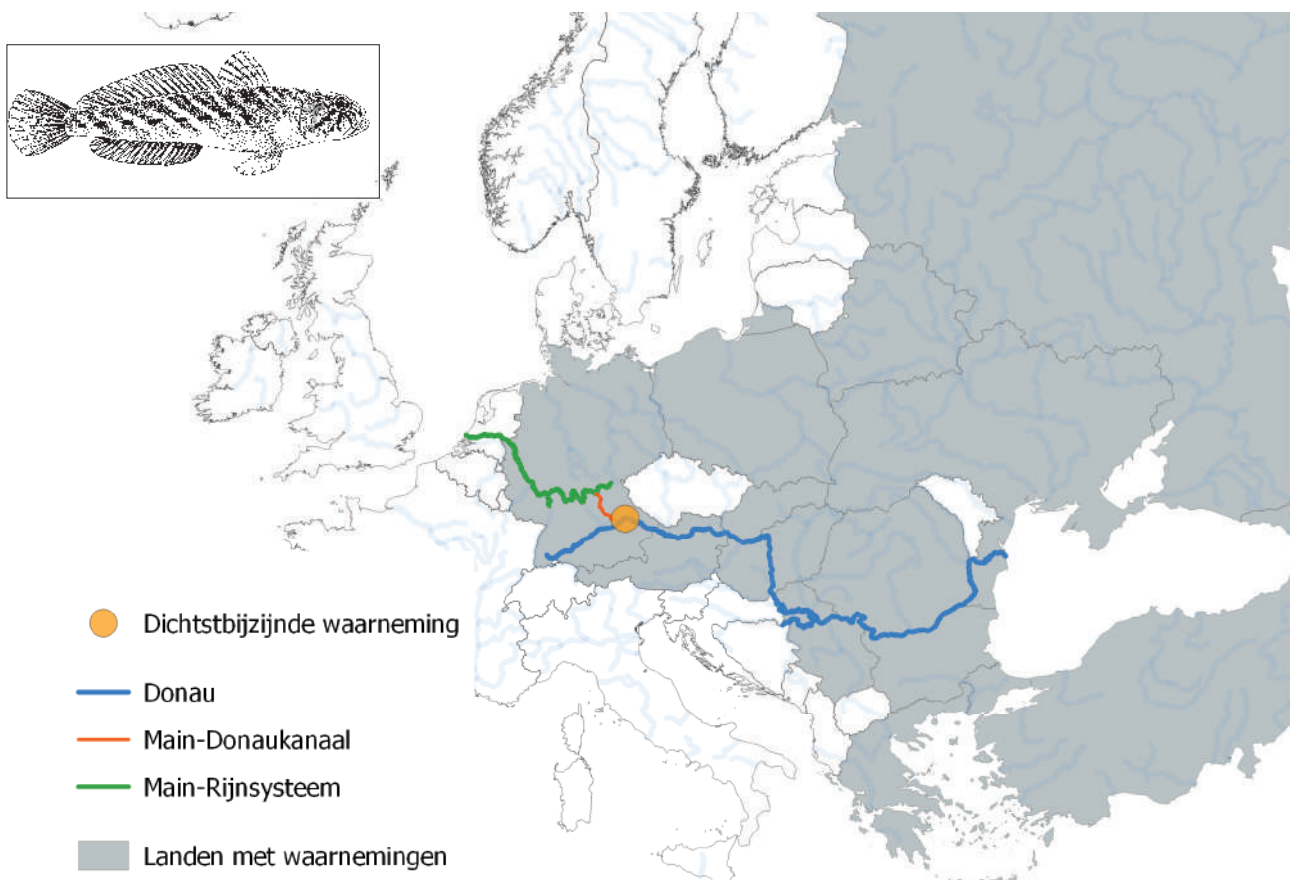 Dichtstbijzijnde waarneming
Donau
Main-Donaukanaal
Main-Rijnsysteem
Landen met waarnemingen